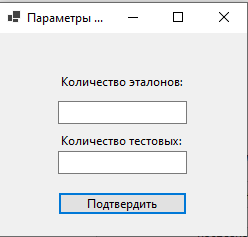 Параметры ...
Количество эталонов:
Количество тестовых:
Подтвердить